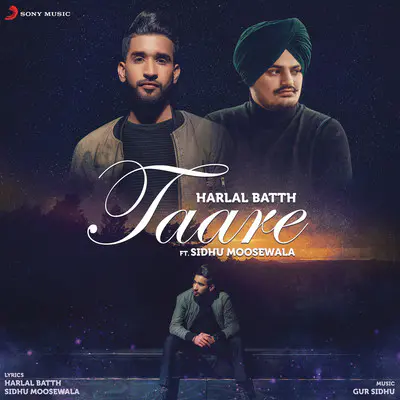 SONY MUSIC
HARLAL BATTH
Taare
FT. SIDHU MOOSEWALA
LYRICS
HARLAL BATTH
SIDHU MOOSEWALA
MUSIC
GUR SIDHU